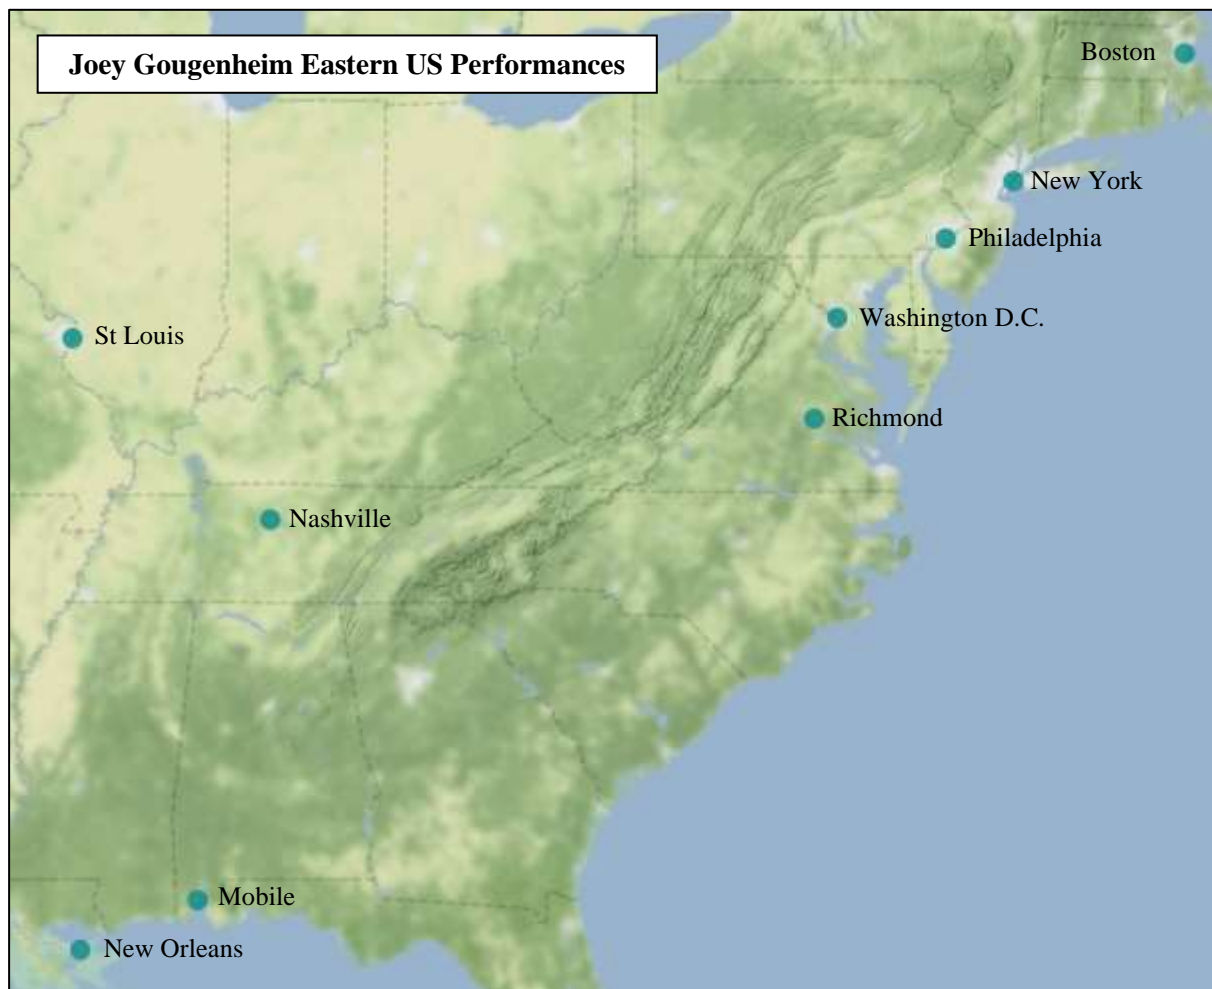 Joey Gougenheim Eastern US Performances
Boston
New York
Philadelphia
Washington D.C.
St Louis
Richmond
Nashville
Mobile
New Orleans